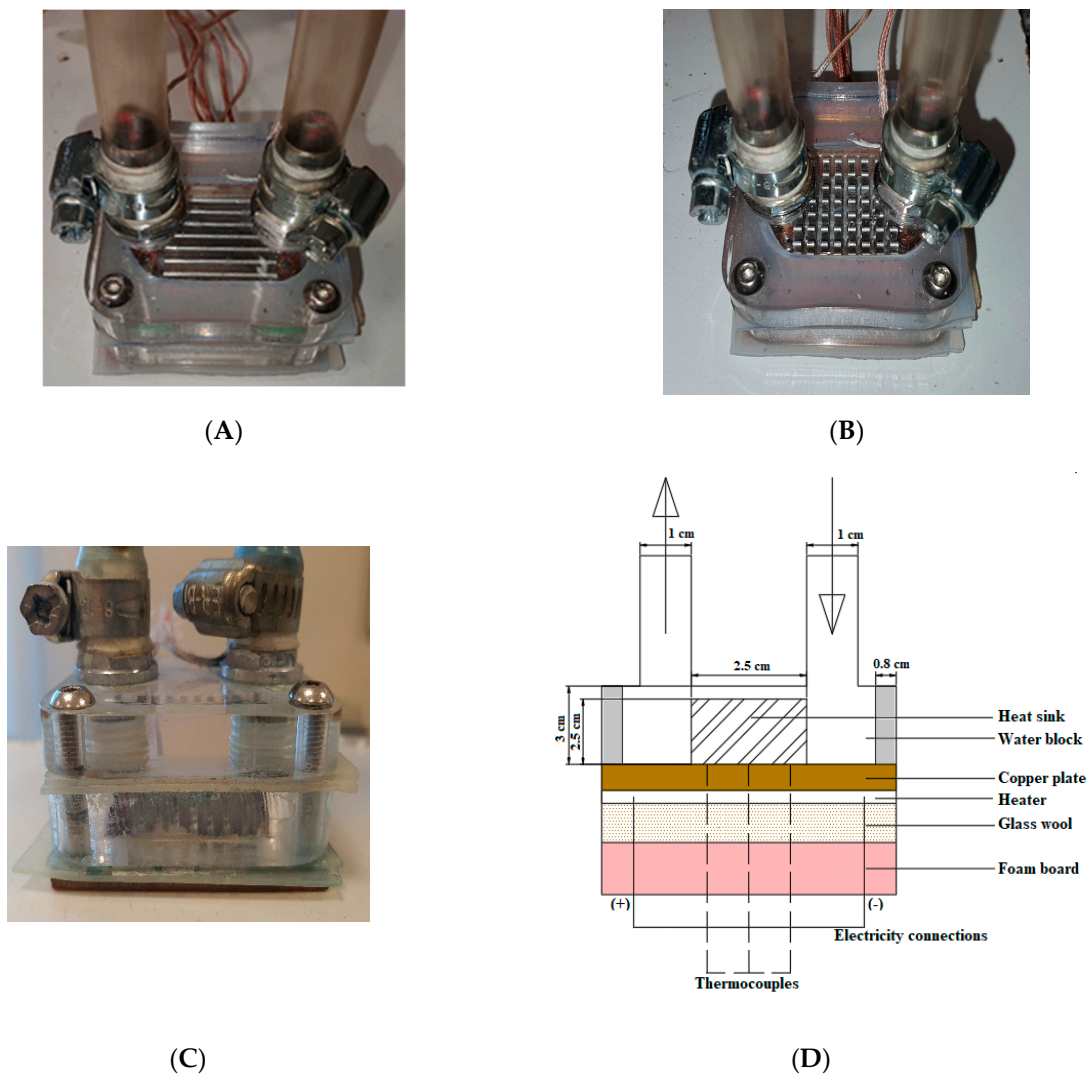 (A)
(B)
1 cm
1 cm
2.5 cm
0.8 cm
3 cm
2.5 cm
Heat sink
Water block
Copper plate
Heater
Glass wool
Foam board
(+)
(-)
Electricity connections
Thermocouples
(C)
(D)